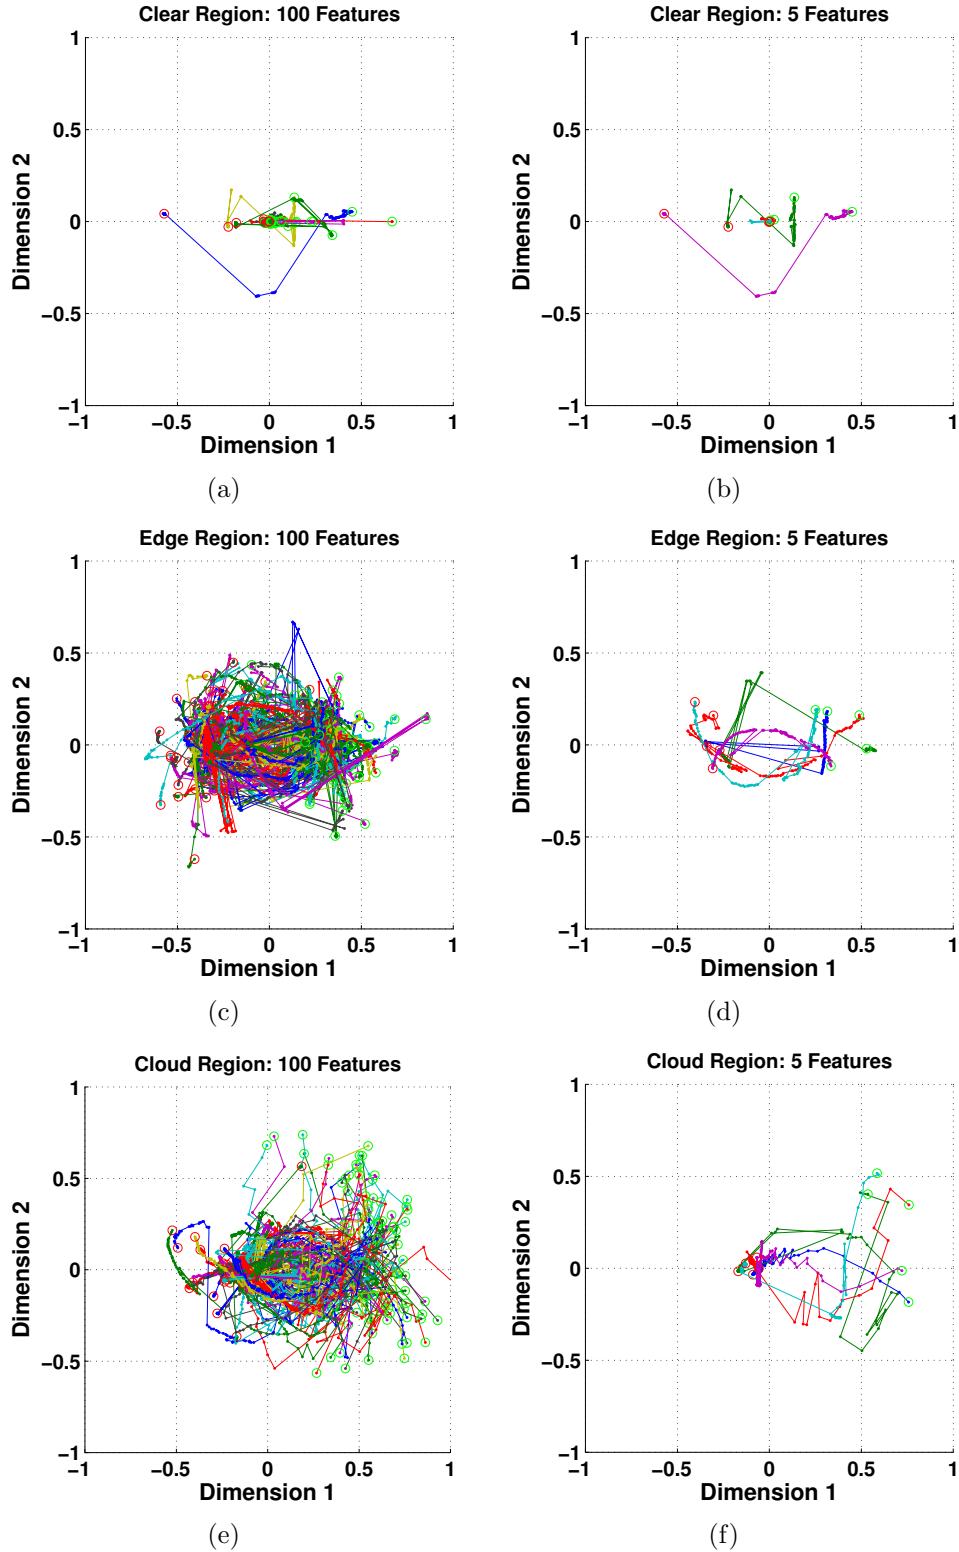 Clear Region: 100 Features
1
0.5
0
−0.5
−1
−1 −0.5 0 0.5 1
Dimension 2
Dimension 1
(a)
Clear Region: 5 Features
1
0.5
0
−0.5
−1
−1 −0.5 0 0.5 1
Dimension 2
Dimension 1
(b)
Edge Region: 100 Features
1
0.5
0
−0.5
−1
−1 −0.5 0 0.5 1
Dimension 2
Dimension 1
(c)
Edge Region: 5 Features
1
0.5
0
−0.5
−1
−1 −0.5 0 0.5 1
Dimension 2
Dimension 1
(d)
Cloud Region: 100 Features
1
0.5
0
−0.5
−1
−1 −0.5 0 0.5 1
Dimension 2
Dimension 1
(e)
Cloud Region: 5 Features
1
0.5
0
−0.5
−1
−1 −0.5 0 0.5 1
Dimension 2
Dimension 1
(f)